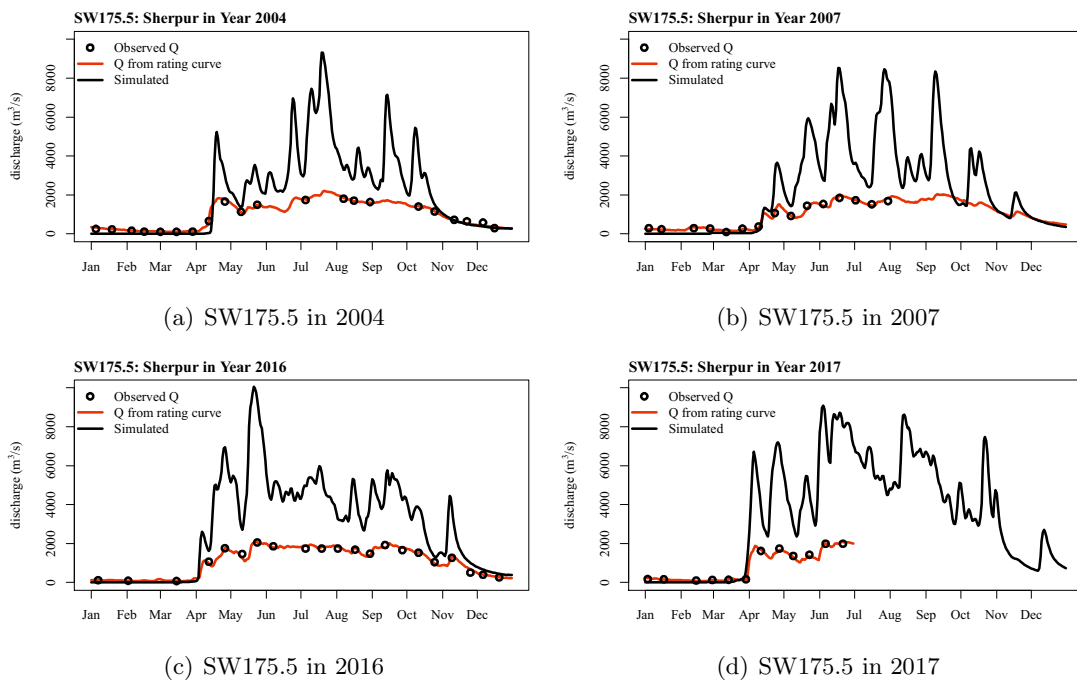 SW175.5: Sherpur in Year 2004
Observed Q
Q from rating curve
Simulated
discharge (m³/s)
0 2000 4000 6000 8000
Jan Feb Mar Apr May Jun Jul Aug Sep Oct Nov Dec
(a) SW175.5 in 2004
SW175.5: Sherpur in Year 2007
Observed Q
Q from rating curve
Simulated
discharge (m³/s)
0 2000 4000 6000 8000
Jan Feb Mar Apr May Jun Jul Aug Sep Oct Nov Dec
(b) SW175.5 in 2007
SW175.5: Sherpur in Year 2016
Observed Q
Q from rating curve
Simulated
discharge (m³/s)
0 2000 4000 6000 8000
Jan Feb Mar Apr May Jun Jul Aug Sep Oct Nov Dec
(c) SW175.5 in 2016
SW175.5: Sherpur in Year 2017
Observed Q
Q from rating curve
Simulated
discharge (m³/s)
0 2000 4000 6000 8000
Jan Feb Mar Apr May Jun Jul Aug Sep Oct Nov Dec
(d) SW175.5 in 2017